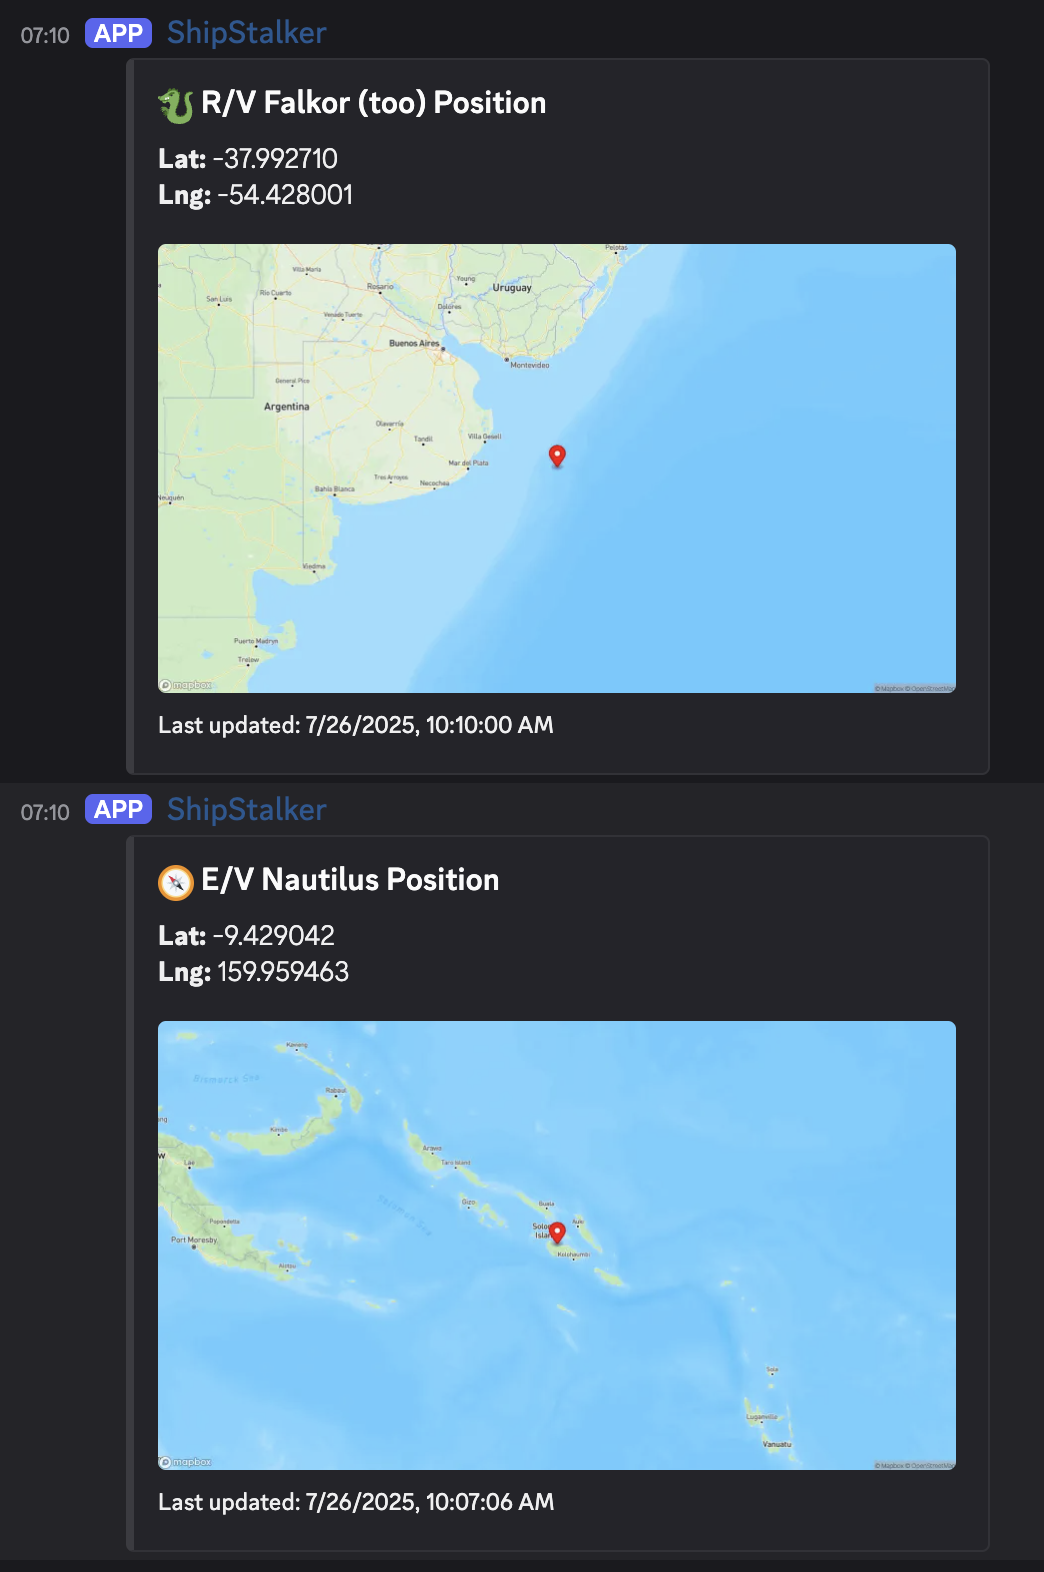 07:10 APP ShipStalker
R/V Falkor (too) Position
Lat: -37.992710
Lng: -54.428001
Pelotas
Villa María
Young
Uruguay
San Luis
Río Cuarto
Rosario
Dolores
Venado Tuerto
Buenos Aires
Montevideo
General Pico
Argentina
Olavarría
Tandil
Villa Gesell
Mar del Plata
Tres Arroyos
Necochea
Bahía Blanca
Neuquén
Viedma
Puerto Madryn
Trelew
mapbox
© Mapbox © OpenStreetMap
Last updated: 7/26/2025, 10:10:00 AM
07:10 APP ShipStalker
E/V Nautilus Position
Lat: -9.429042
Lng: 159.959463
Kavieng
Bismarck Sea
Rabaul
Kimbe
Arawa
Lae
Taro Island
Gizo
Buala
Solomon Sea
Popondetta
Auki
Port Moresby
Kolohaumbi
Alotau
Sola
Luganville
Vanuatu
mapbox
© Mapbox © OpenStreetMap
Last updated: 7/26/2025, 10:07:06 AM